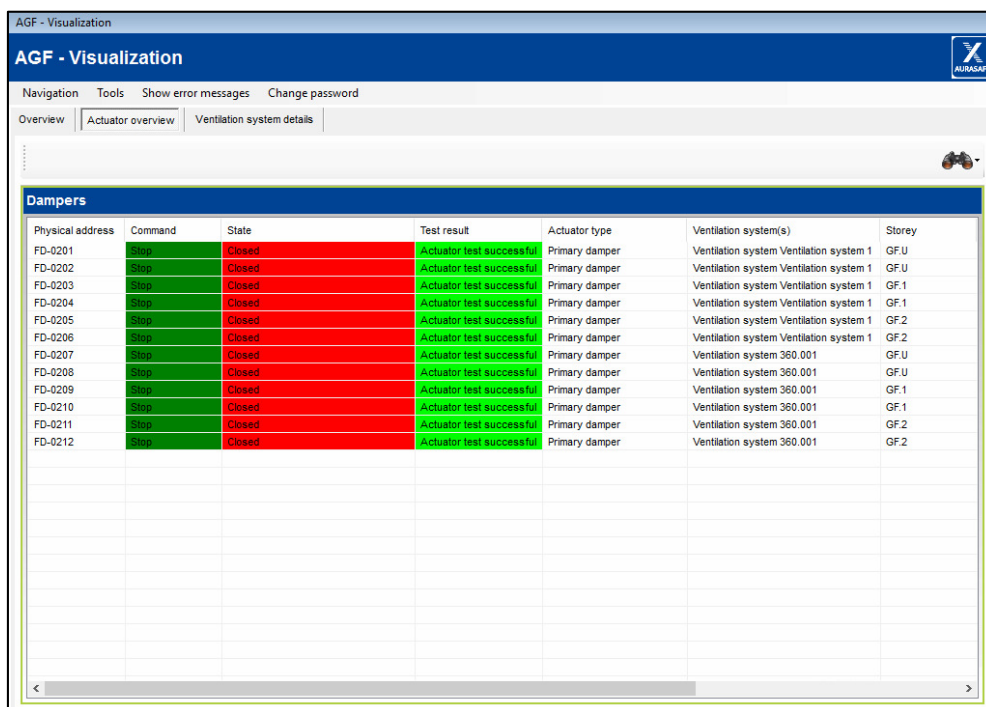 AGF - Visualization
AGF - Visualization
AURASAF
Navigation Tools Show error messages Change password
Overview Actuator overview Ventilation system details
Dampers
Physical address Command State Test result Actuator type Ventilation system(s) Storey
FD-0201 Stop Closed Actuator test successful Primary damper Ventilation system Ventilation system 1 GF.U
FD-0202 Stop Closed Actuator test successful Primary damper Ventilation system Ventilation system 1 GF.U
FD-0203 Stop Closed Actuator test successful Primary damper Ventilation system Ventilation system 1 GF.1
FD-0204 Stop Closed Actuator test successful Primary damper Ventilation system Ventilation system 1 GF.1
FD-0205 Stop Closed Actuator test successful Primary damper Ventilation system Ventilation system 1 GF.2
FD-0206 Stop Closed Actuator test successful Primary damper Ventilation system Ventilation system 1 GF.2
FD-0207 Stop Closed Actuator test successful Primary damper Ventilation system 360.001 GF.U
FD-0208 Stop Closed Actuator test successful Primary damper Ventilation system 360.001 GF.U
FD-0209 Stop Closed Actuator test successful Primary damper Ventilation system 360.001 GF.1
FD-0210 Stop Closed Actuator test successful Primary damper Ventilation system 360.001 GF.1
FD-0211 Stop Closed Actuator test successful Primary damper Ventilation system 360.001 GF.2
FD-0212 Stop Closed Actuator test successful Primary damper Ventilation system 360.001 GF.2